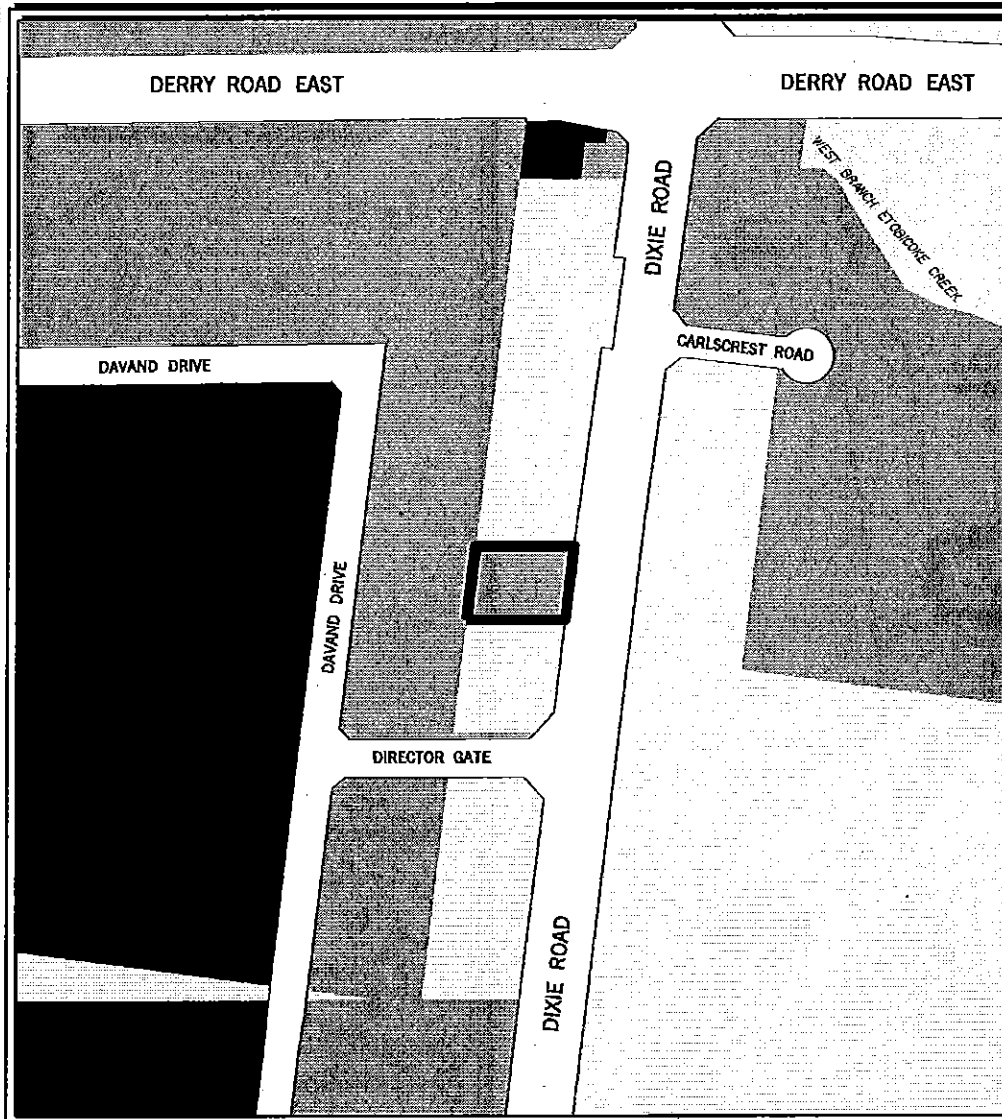 DERRY ROAD EAST
DERRY ROAD EAST
WEST BRANCH ETOBICOKE CREEK
DIXIE ROAD
CARLSCREST ROAD
DAVAND DRIVE
DAVAND DRIVE
DIRECTOR GATE
DIXIE ROAD